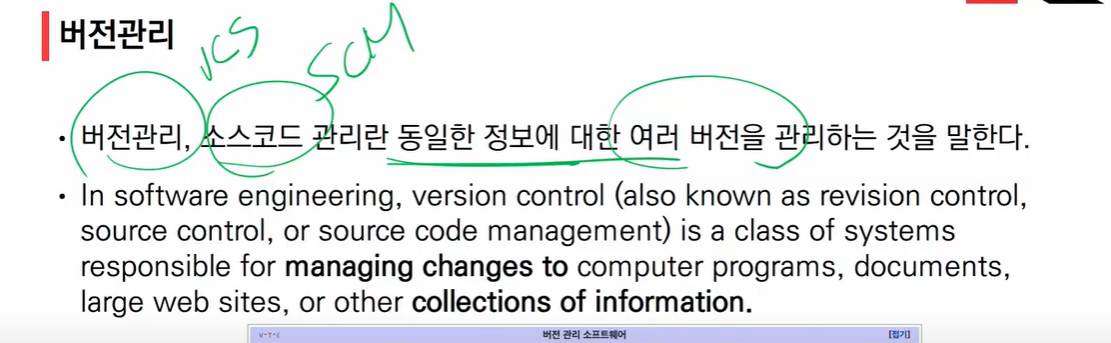 버전관리
VCS
SCM
• 버전관리, 소스코드 관리란 동일한 정보에 대한 여러 버전을 관리하는 것을 말한다.
• In software engineering, version control (also known as revision control,
source control, or source code management) is a class of systems
responsible for managing changes to computer programs, documents,
large web sites, or other collections of information.
V·T·E 버전 관리 소프트웨어 [접기]